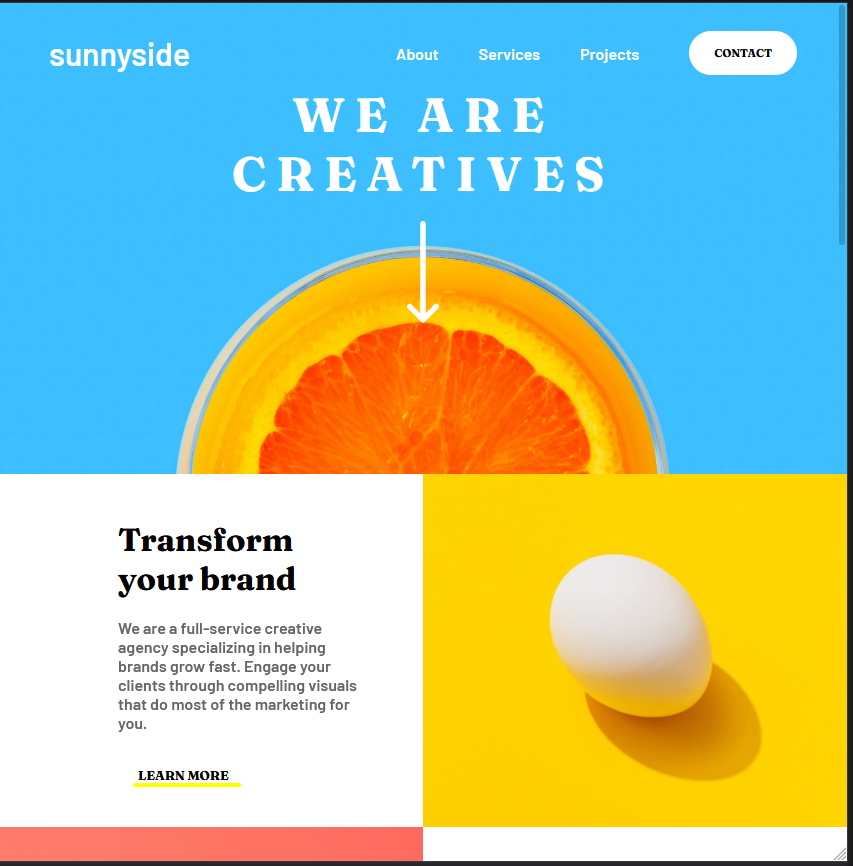 sunnyside
About
Services
Projects
CONTACT
WE ARE
CREATIVES
Transform
your brand
We are a full-service creative
agency specializing in helping
brands grow fast. Engage your
clients through compelling visuals
that do most of the marketing for
you.
LEARN MORE